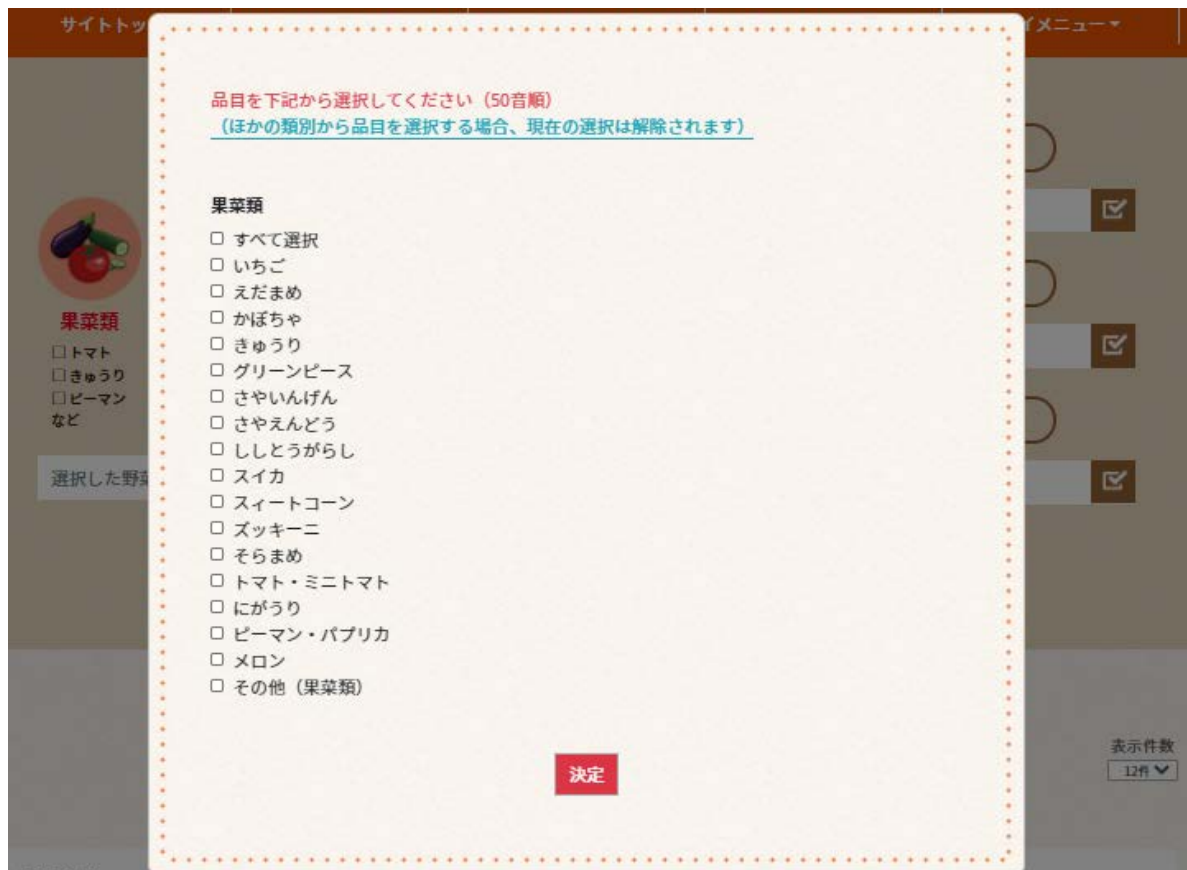 サイトトッ
イメニュー
品目を下記から選択してください（50音順）
（ほかの類別から品目を選択する場合、現在の選択は解除されます）
果菜類
すべて選択
いちご
えだまめ
かぼちゃ
きゅうり
グリーンピース
さやいんげん
さやえんどう
ししとうがらし
スイカ
スィートコーン
ズッキーニ
そらまめ
トマト・ミニトマト
にがうり
ピーマン・パプリカ
メロン
その他（果菜類）
決定
果菜類
□トマト
□きゅうり
□ピーマン
など
選択した野菜
表示件数
12件